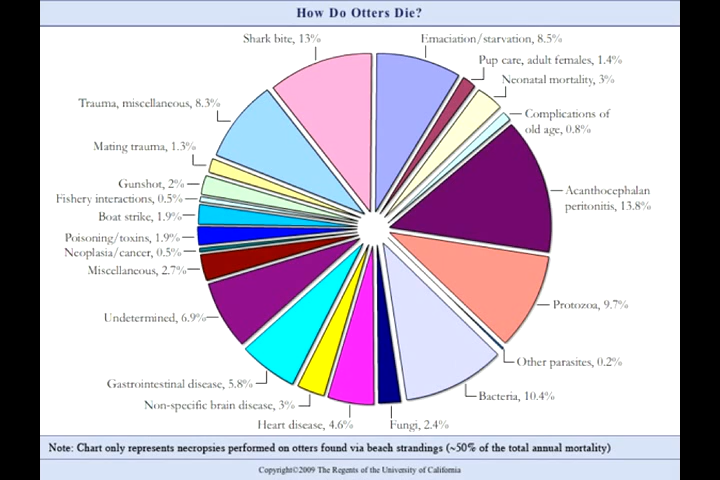 How Do Otters Die?
Shark bite, 13%
Emaciation/starvation, 8.5%
Pup care, adult females, 1.4%
Neonatal mortality, 3%
Complications of
old age, 0.8%
Acanthocephalan
peritonitis, 13.8%
Protozoa, 9.7%
Other parasites, 0.2%
Bacteria, 10.4%
Fungi, 2.4%
Heart disease, 4.6%
Non-specific brain disease, 3%
Gastrointestinal disease, 5.8%
Undetermined, 6.9%
Miscellaneous, 2.7%
Neoplasia/cancer, 0.5%
Poisoning/toxins, 1.9%
Boat strike, 1.9%
Fishery interactions, 0.5%
Gunshot, 2%
Mating trauma, 1.3%
Trauma, miscellaneous, 8.3%
Note: Chart only represents necropsies performed on otters found via beach strandings (~50% of the total annual mortality)
Copyright©2009 The Regents of the University of California